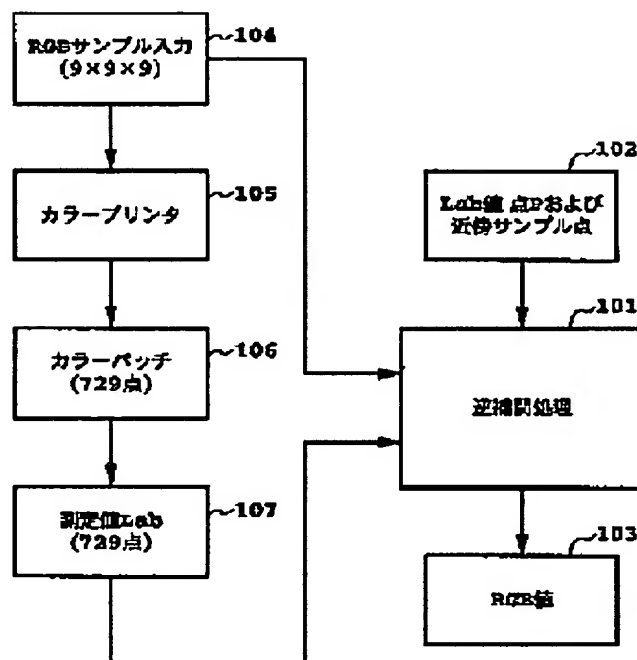 RGBサンプル入力
(9×9×9)
104
カラープリンタ
105
カラーパッチ
(729点)
106
測定値Lab
(729点)
107
102
Lab値 点Pおよび
近傍サンプル点
101
逆補間処理
103
RGB値